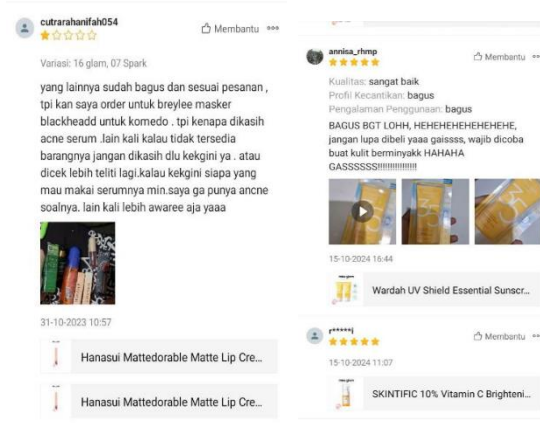 cutrarahanifah054
Membantu
Variasi: 16 glam, 07 Spark
yang lainnya sudah bagus dan sesuai pesanan ,
tpi kan saya order untuk breylee masker
blackheadd untuk komedo . tpi kenapa dikasih
acne serum .lain kali kalau tidak tersedia
barangnya jangan dikasih dlu kekgini ya . atau
dicek lebih teliti lagi.kalau kekgini siapa yang
mau makai serumnya min.saya ga punya ancne
soalnya. lain kali lebih awaree aja yaaa
31-10-2023 10:57
Hanasui Mattedorable Matte Lip Cre...
Hanasui Mattedorable Matte Lip Cre...
annisa_rhmp
Membantu
Kualitas: sangat baik
Profil Kecantikan: bagus
Pengalaman Penggunaan: bagus
BAGUS BGT LOHH, HEHEHEHEHEHEHE,
jangan lupa dibeli yaaa gaissss, wajib dicoba
buat kulit berminyakk HAHAHA
GASSSSSS!!!!!!!!!!!!!!!!
15-10-2024 16:44
Wardah UV Shield Essential Sunscr...
r*****j
Membantu
15-10-2024 11:07
SKINTIFIC 10% Vitamin C Brighteni...